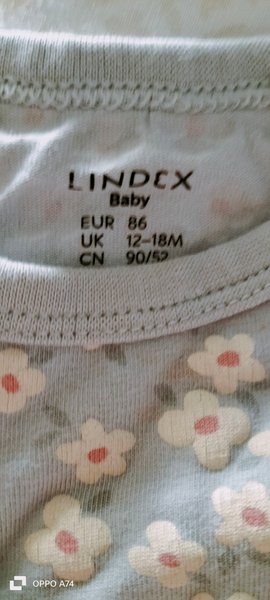 LINDEX
Baby
EUR 86
UK 12-18M
CN 90/52
OPPO A74